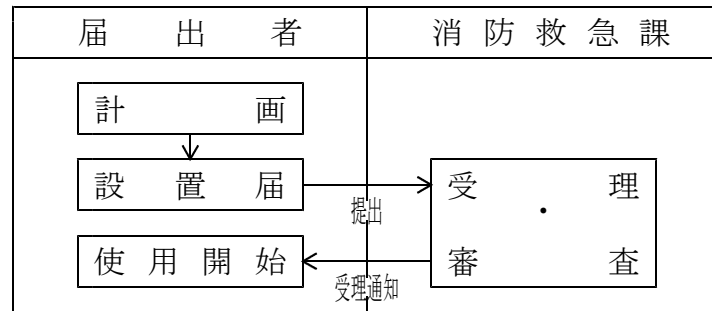 届出者
消防救急課
計画
設置届
提出
受理
・
審査
使用開始
受理通知